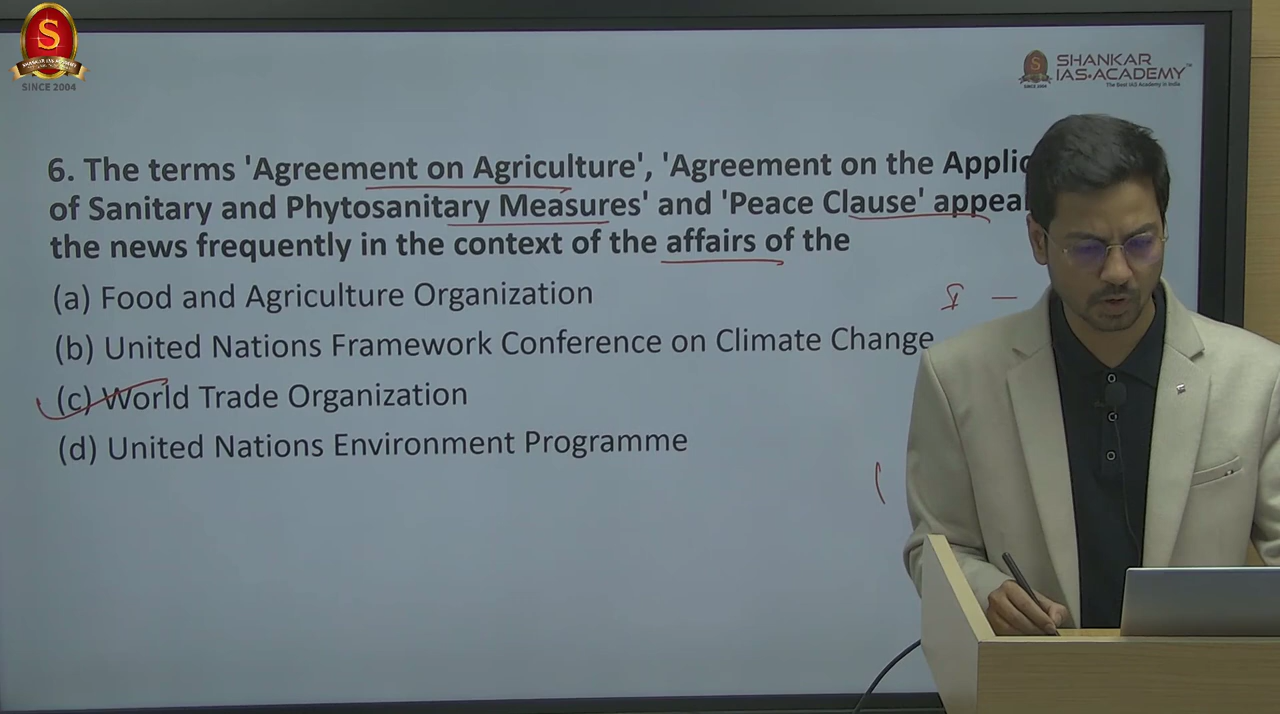 S
SHANKAR IAS ACADEMY
SINCE 2004
SHANKAR
IAS ACADEMY
The Best IAS Academy in India
6. The terms 'Agreement on Agriculture', 'Agreement on the Applic
of Sanitary and Phytosanitary Measures' and 'Peace Clause' appea
the news frequently in the context of the affairs of the
(a) Food and Agriculture Organization
(b) United Nations Framework Conference on Climate Change
(c) World Trade Organization
(d) United Nations Environment Programme